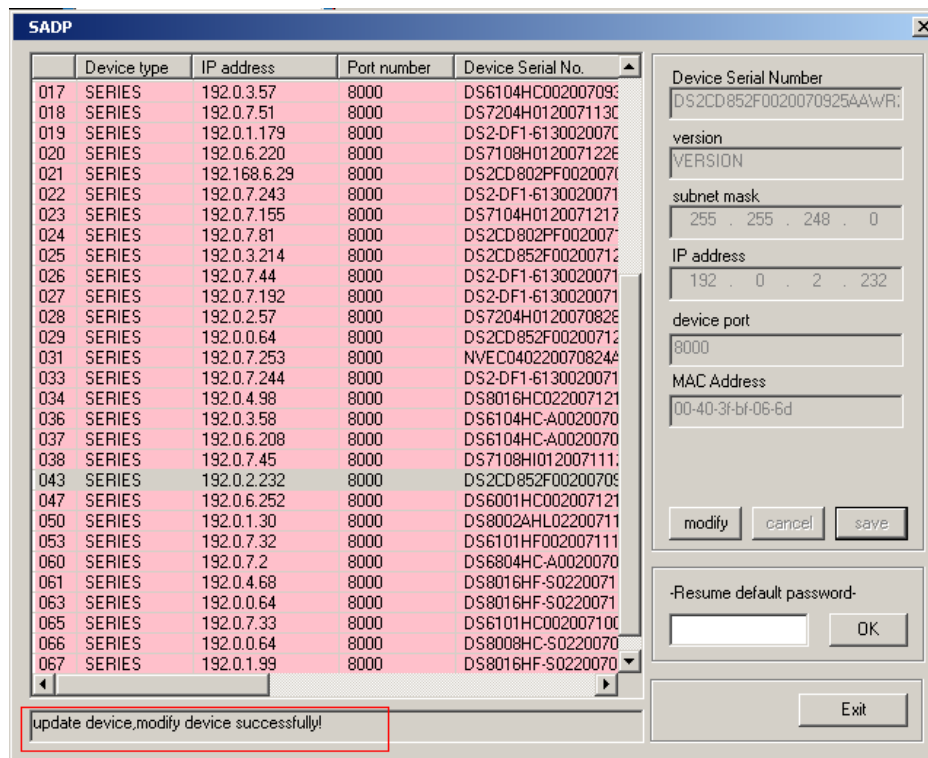 SADP
Device type IP address Port number Device Serial No.
017 SERIES 192.0.3.57 8000 DS6104HC002007093
018 SERIES 192.0.7.51 8000 DS7204H0120071130
019 SERIES 192.0.1.179 8000 DS2-DF1-613002007
020 SERIES 192.0.6.220 8000 DS7108H0120071226
021 SERIES 192.168.6.29 8000 DS2CD802PF002007
022 SERIES 192.0.7.243 8000 DS2-DF1-6130020071
023 SERIES 192.0.7.155 8000 DS7104H0120071217
024 SERIES 192.0.7.81 8000 DS2CD802PF002007
025 SERIES 192.0.3.214 8000 DS2CD852F00200712
026 SERIES 192.0.7.44 8000 DS2-DF1-6130020071
027 SERIES 192.0.7.192 8000 DS2-DF1-6130020071
028 SERIES 192.0.2.57 8000 DS7204H0120070828
029 SERIES 192.0.0.64 8000 DS2CD852F00200712
031 SERIES 192.0.7.253 8000 NVEC040220070824A
033 SERIES 192.0.7.244 8000 DS2-DF1-6130020071
034 SERIES 192.0.4.98 8000 DS8016HC022007121
036 SERIES 192.0.3.58 8000 DS6104HC-A0020070
037 SERIES 192.0.6.208 8000 DS6104HC-A0020070
038 SERIES 192.0.7.45 8000 DS7108HI012007111
043 SERIES 192.0.2.232 8000 DS2CD852F0020070
047 SERIES 192.0.6.252 8000 DS6001HC002007121
050 SERIES 192.0.1.30 8000 DS8002AHL02200711
053 SERIES 192.0.7.32 8000 DS6101HF002007111
060 SERIES 192.0.7.2 8000 DS6804HC-A0020070
061 SERIES 192.0.4.68 8000 DS8016HF-S0220071
063 SERIES 192.0.0.64 8000 DS8016HF-S0220071
065 SERIES 192.0.7.33 8000 DS6101HC00200710
066 SERIES 192.0.0.64 8000 DS8008HC-S0220070
067 SERIES 192.0.1.99 8000 DS8016HF-S0220070
update device,modify device successfully!
Device Serial Number
DS2CD852F0020070925AAWR
version
VERSION
subnet mask
255 . 255 . 248 . 0
IP address
192 . 0 . 2 . 232
device port
8000
MAC Address
00-40-3f-bf-06-6d
modify cancel save
-Resume default password-
OK
Exit